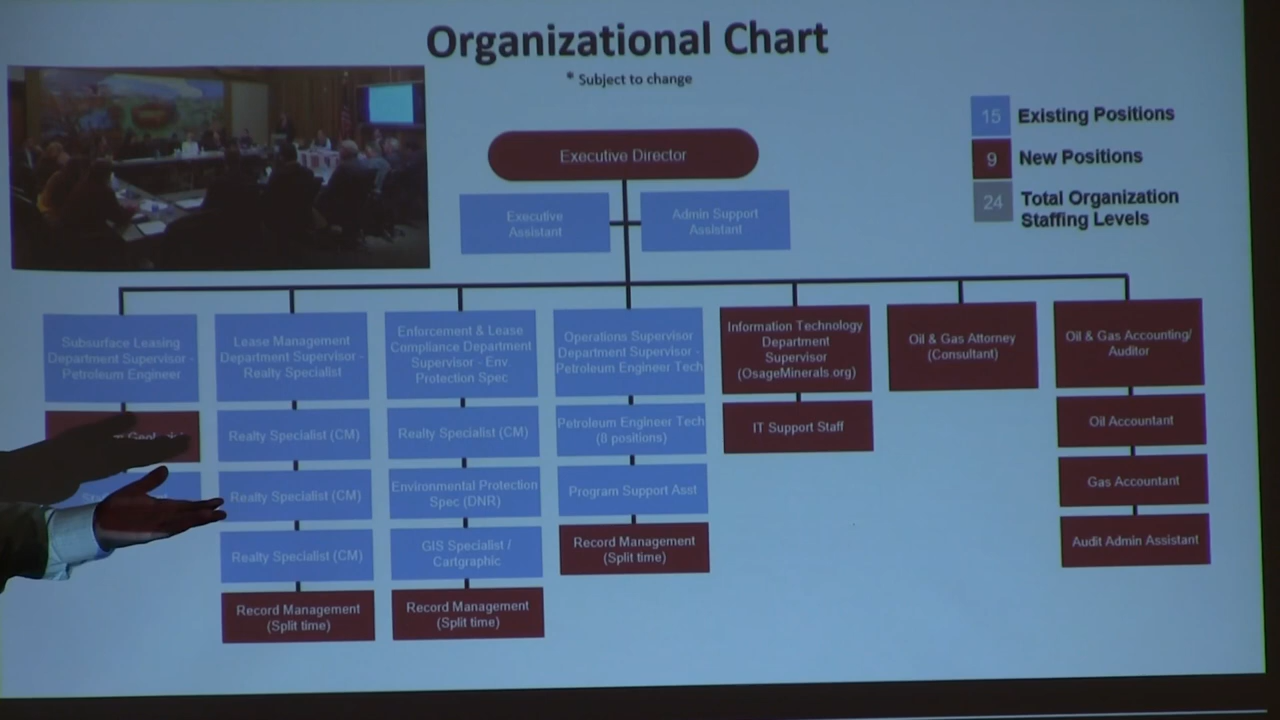 Organizational Chart
* Subject to change
15 Existing Positions
9 New Positions
24 Total Organization
Staffing Levels
Executive Director
Executive
Assistant
Admin Support
Assistant
Subsurface Leasing
Department Supervisor -
Petroleum Engineer
Lease Management
Department Supervisor -
Realty Specialist
Realty Specialist (CM)
Realty Specialist (CM)
Realty Specialist (CM)
Record Management
(Split time)
Enforcement & Lease
Compliance Department
Supervisor - Env.
Protection Spec
Realty Specialist (CM)
Environmental Protection
Spec (DNR)
GIS Specialist /
Cartgraphic
Record Management
(Split time)
Operations Supervisor
Department Supervisor -
Petroleum Engineer Tech
Petroleum Engineer Tech
(8 positions)
Program Support Asst
Record Management
(Split time)
Information Technology
Department
Supervisor
(OsageMinerals.org)
IT Support Staff
Oil & Gas Attorney
(Consultant)
Oil & Gas Accounting/
Auditor
Oil Accountant
Gas Accountant
Audit Admin Assistant